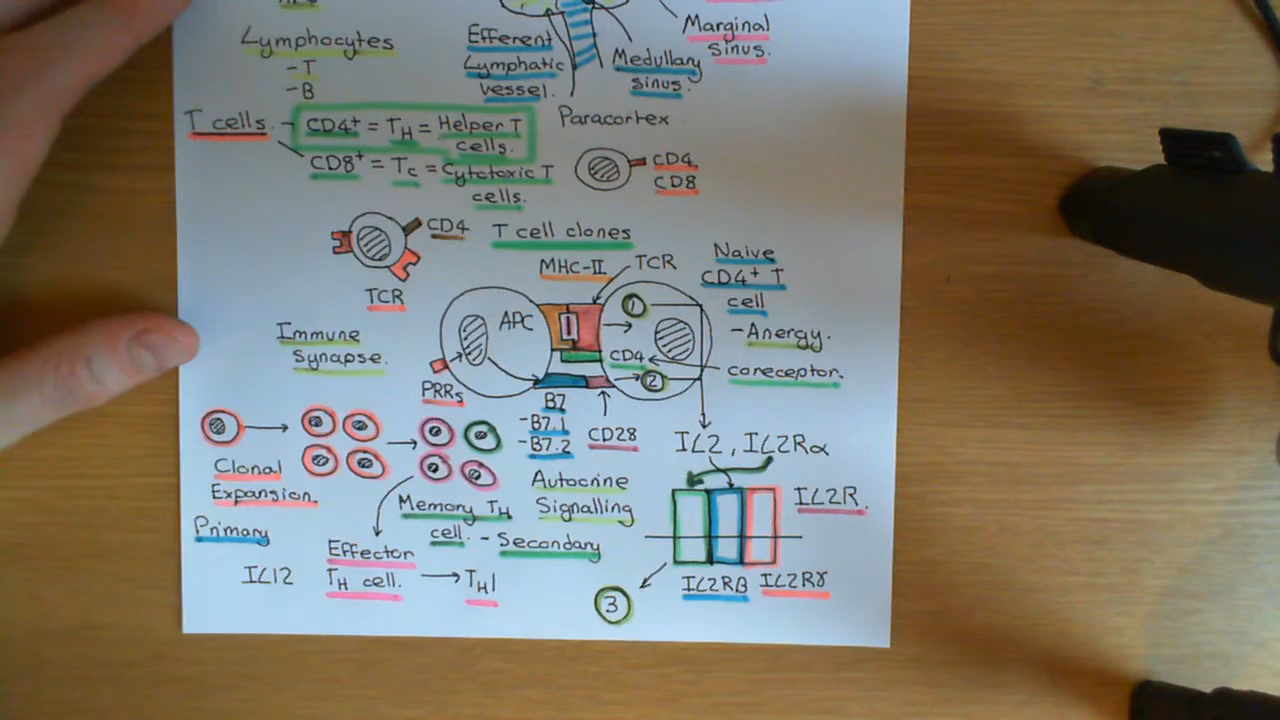 Lymphocytes
- T
- B
Efferent
Lymphatic
vessel.
Medullary
sinus.
Marginal
sinus.
T cells. - CD4+ = TH = Helper T
cells.
CD8+ = Tc = Cytotoxic T
cells.
Paracortex
CD4,
CD8
CD4
TCR
T cell clones
MHC-II
TCR
Naive
CD4+ T
cell
- Anergy.
Immune
Synapse.
APC
1
CD4
coreceptor.
2
PRRs
B7
- B7.1
- B7.2
CD28
IL2, IL2Rα
Clonal
Expansion.
Primary
Autocrine
Signalling
Memory TH
cell. - Secondary
IL2R.
Effector
TH cell. → TH1
IL12
IL2Rβ IL2Rγ
3